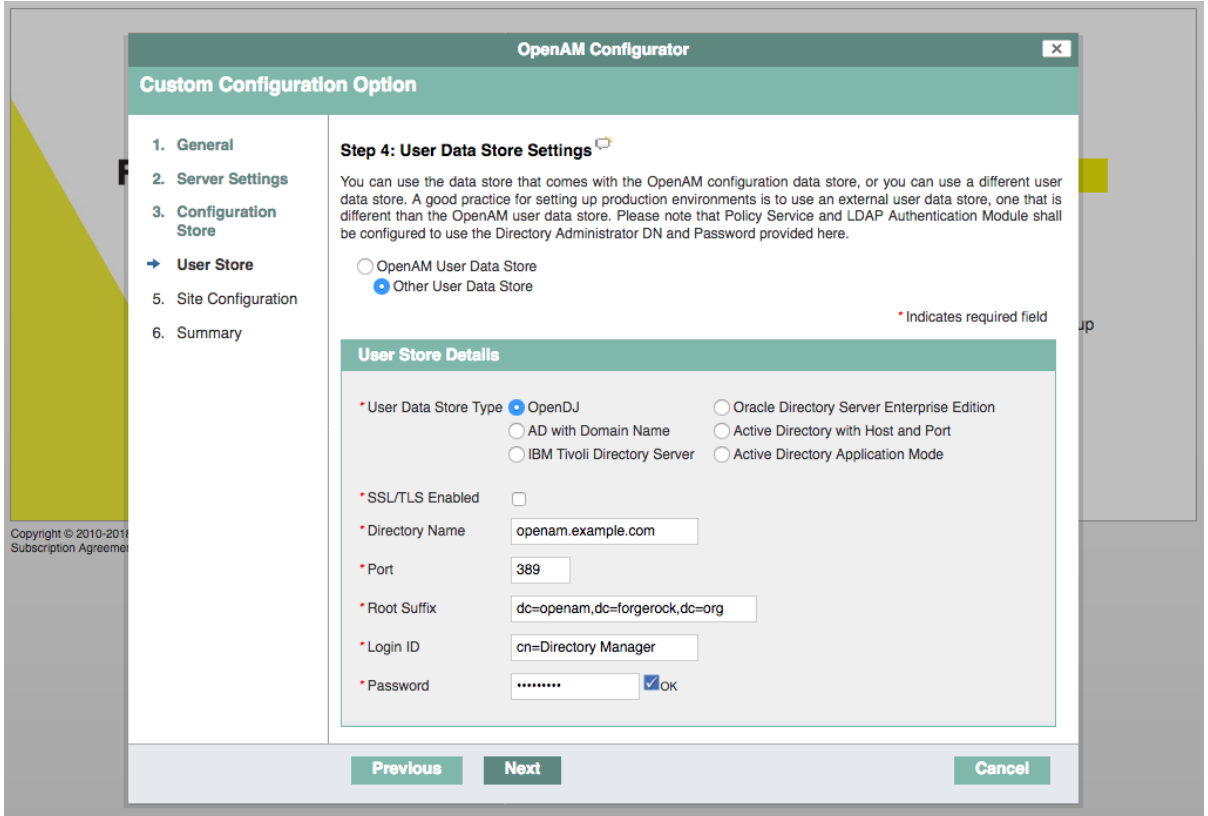 OpenAM Configurator
Custom Configuration Option
1. General
2. Server Settings
3. Configuration
Store
User Store
5. Site Configuration
6. Summary
Step 4: User Data Store Settings
You can use the data store that comes with the OpenAM configuration data store, or you can use a different user
data store. A good practice for setting up production environments is to use an external user data store, one that is
different than the OpenAM user data store. Please note that Policy Service and LDAP Authentication Module shall
be configured to use the Directory Administrator DN and Password provided here.
OpenAM User Data Store
Other User Data Store
* Indicates required field
User Store Details
* User Data Store Type OpenDJ Oracle Directory Server Enterprise Edition
AD with Domain Name Active Directory with Host and Port
IBM Tivoli Directory Server Active Directory Application Mode
* SSL/TLS Enabled
* Directory Name openam.example.com
* Port 389
* Root Suffix dc=openam,dc=forgerock,dc=org
* Login ID cn=Directory Manager
* Password ••••••••• OK
Previous Next Cancel
up
Copyright © 2010-2018
Subscription